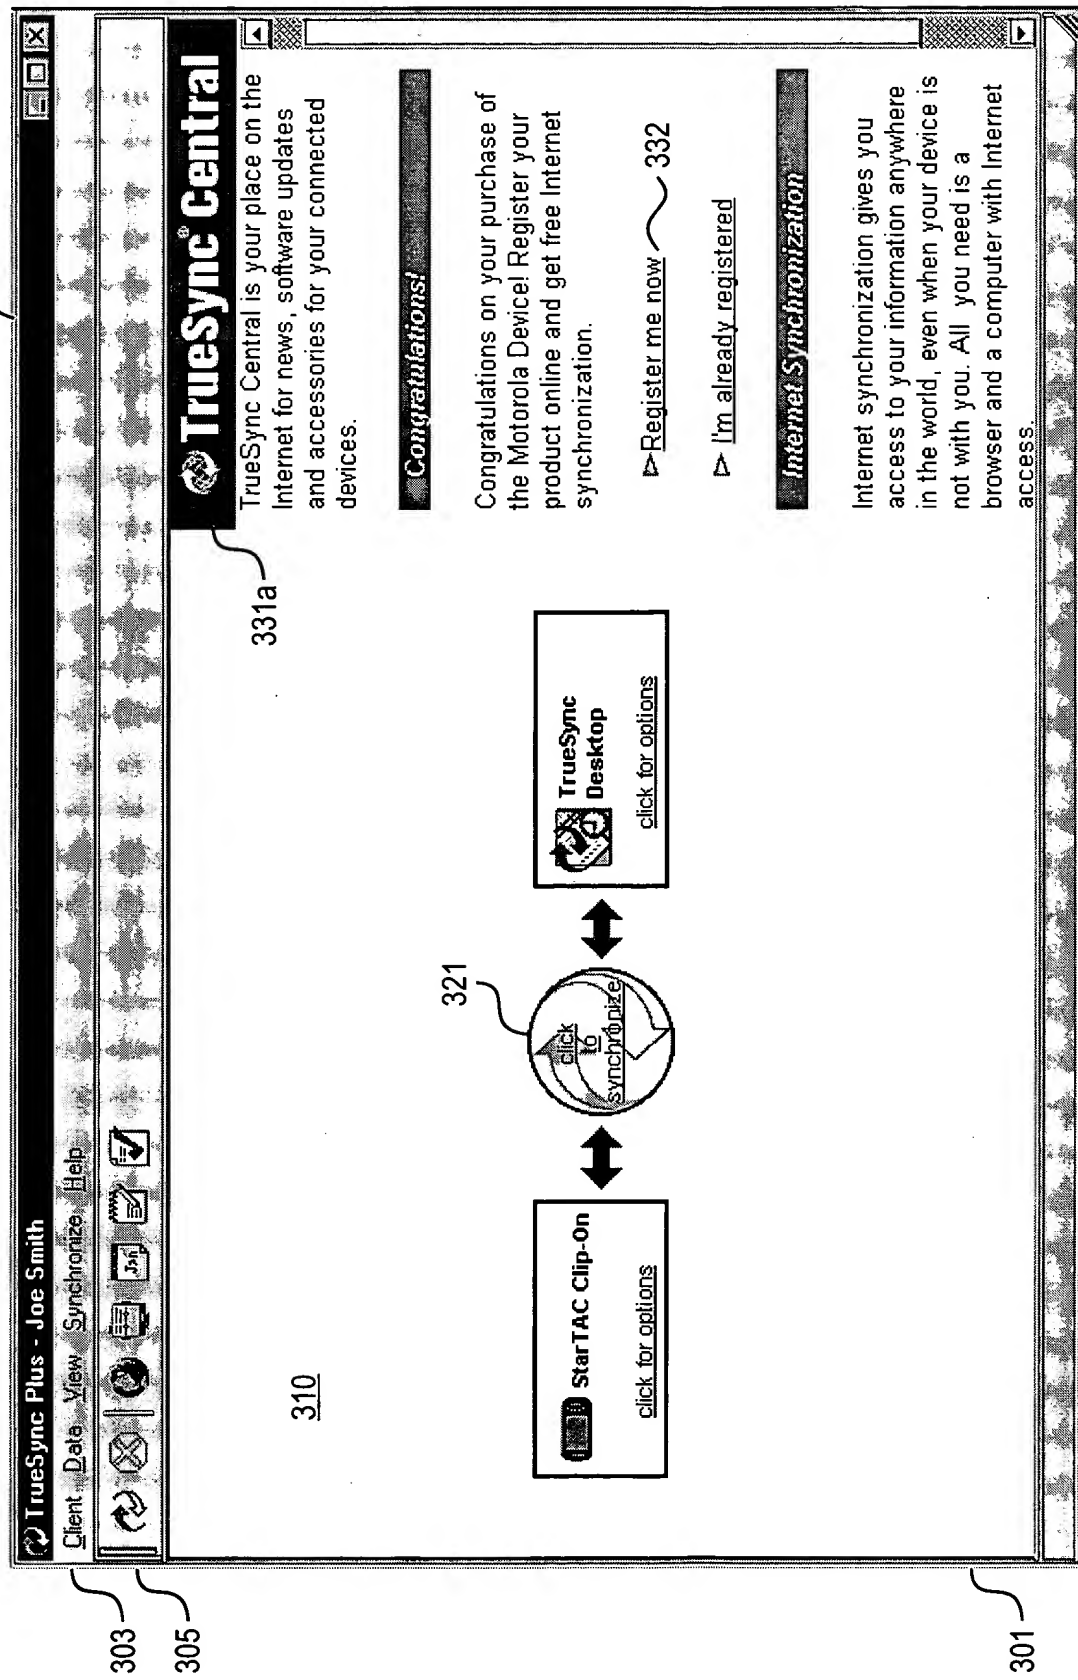 TrueSync Plus - Joe Smith
Client Data View Synchronize Help
Jan
303
305
301
310
331a
TrueSync® Central
TrueSync Central is your place on the
Internet for news, software updates
and accessories for your connected
devices.
Congratulations!
Congratulations on your purchase of
the Motorola Device! Register your
product online and get free Internet
synchronization.
Register me now
332
I'm already registered
Internet Synchronization
Internet synchronization gives you
access to your information anywhere
in the world, even when your device is
not with you. All you need is a
browser and a computer with Internet
access.
StarTAC Clip-On
click for options
321
click
to
synchronize
TrueSync
Desktop
click for options